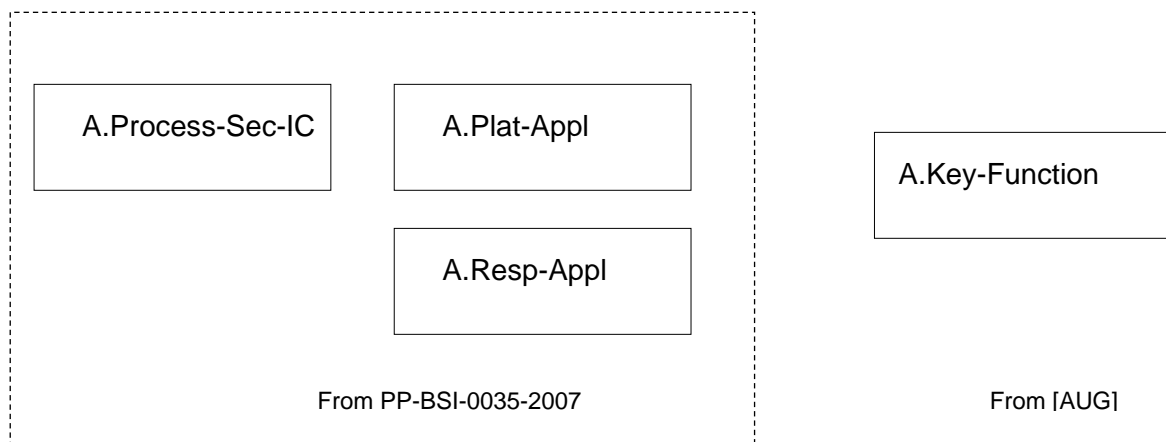 A.Process-Sec-IC
A.Plat-Appl
A.Key-Function
A.Resp-Appl
From PP-BSI-0035-2007
From [AUG]